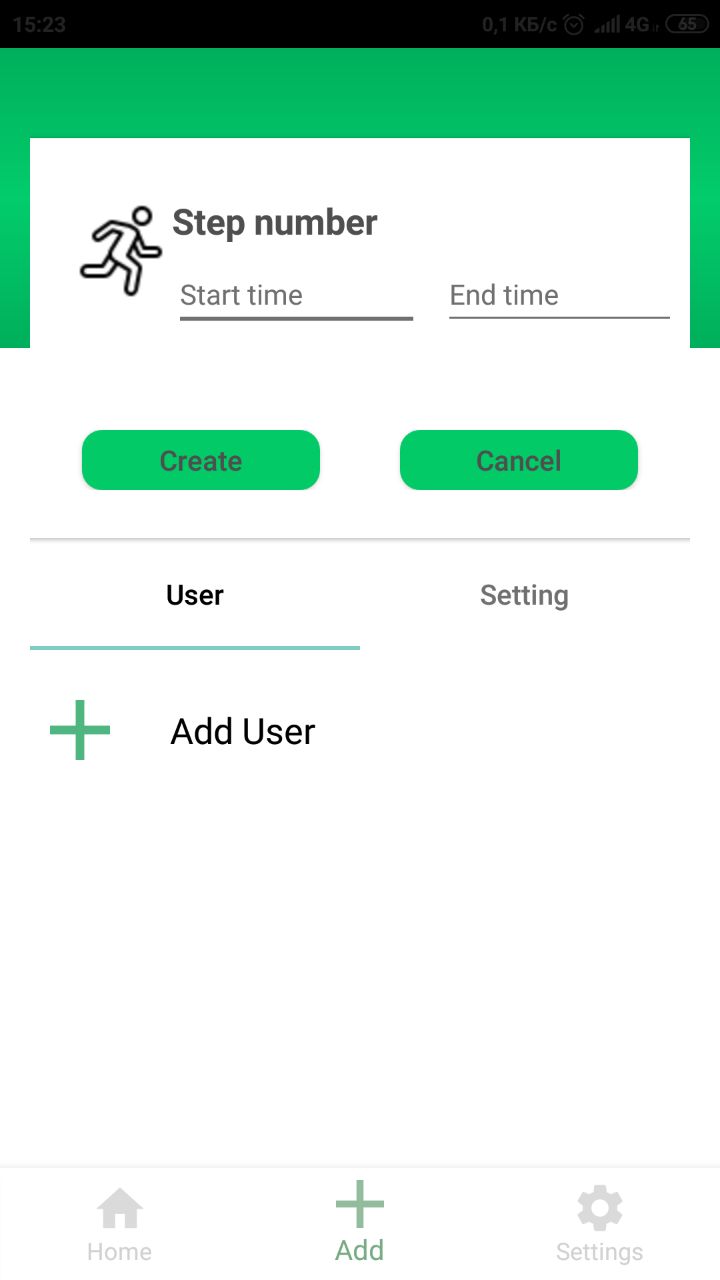 15:23 0,1 КБ/с 4G 65
Step number
Start time End time
Create Cancel
User Setting
Add User
Home Add Settings